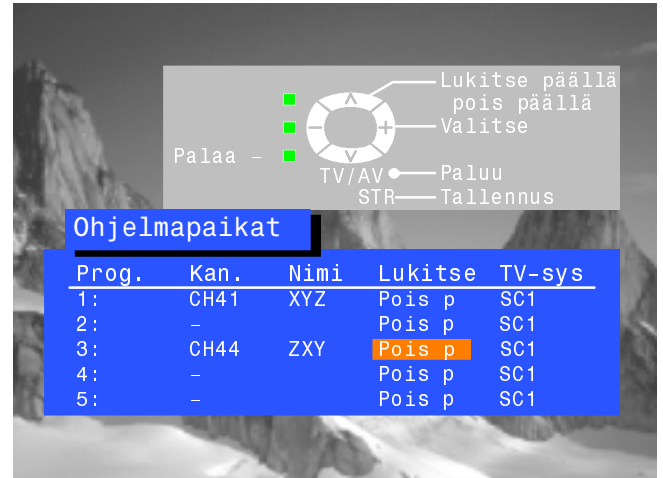 Lukitse päällä
pois päällä
Valitse
Palaa –
TV/AV Paluu
STR Tallennus
Ohjelmapaikat
Prog. Kan. Nimi Lukitse TV-sys
1: CH41 XYZ Pois p SC1
2: – Pois p SC1
3: CH44 ZXY Pois p SC1
4: – Pois p SC1
5: – Pois p SC1